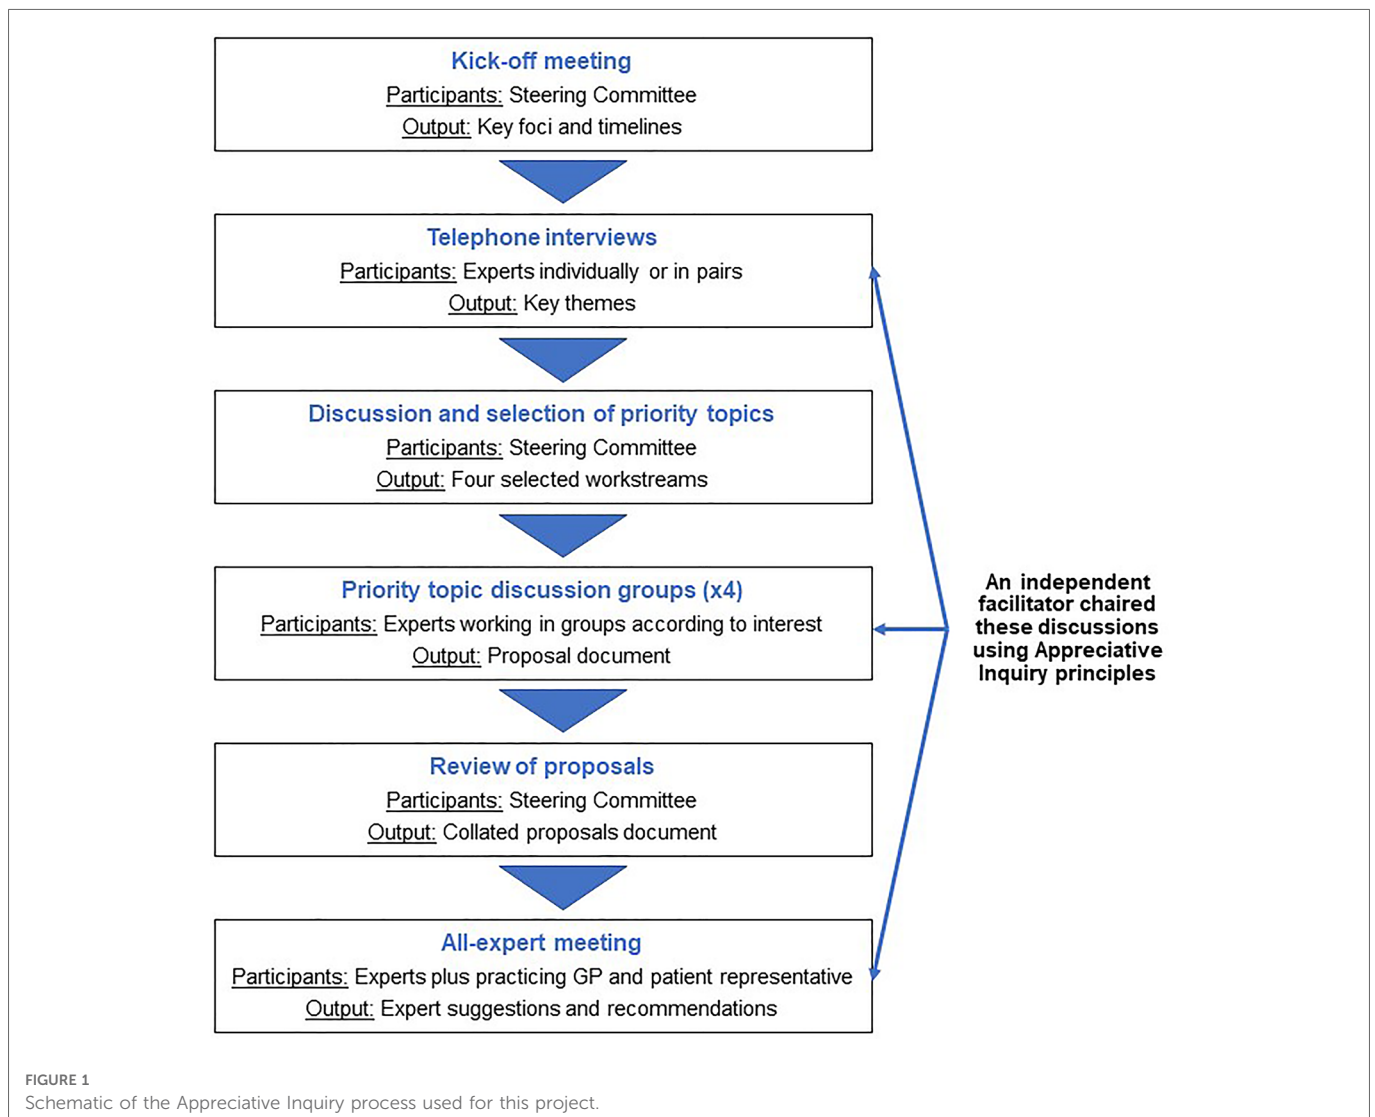 Kick-off meeting
Participants: Steering Committee
Output: Key foci and timelines
Telephone interviews
Participants: Experts individually or in pairs
Output: Key themes
Discussion and selection of priority topics
Participants: Steering Committee
Output: Four selected workstreams
Priority topic discussion groups (x4)
Participants: Experts working in groups according to interest
Output: Proposal document
Review of proposals
Participants: Steering Committee
Output: Collated proposals document
All-expert meeting
Participants: Experts plus practicing GP and patient representative
Output: Expert suggestions and recommendations
An independent
facilitator chaired
these discussions
using Appreciative
Inquiry principles
FIGURE 1
Schematic of the Appreciative Inquiry process used for this project.